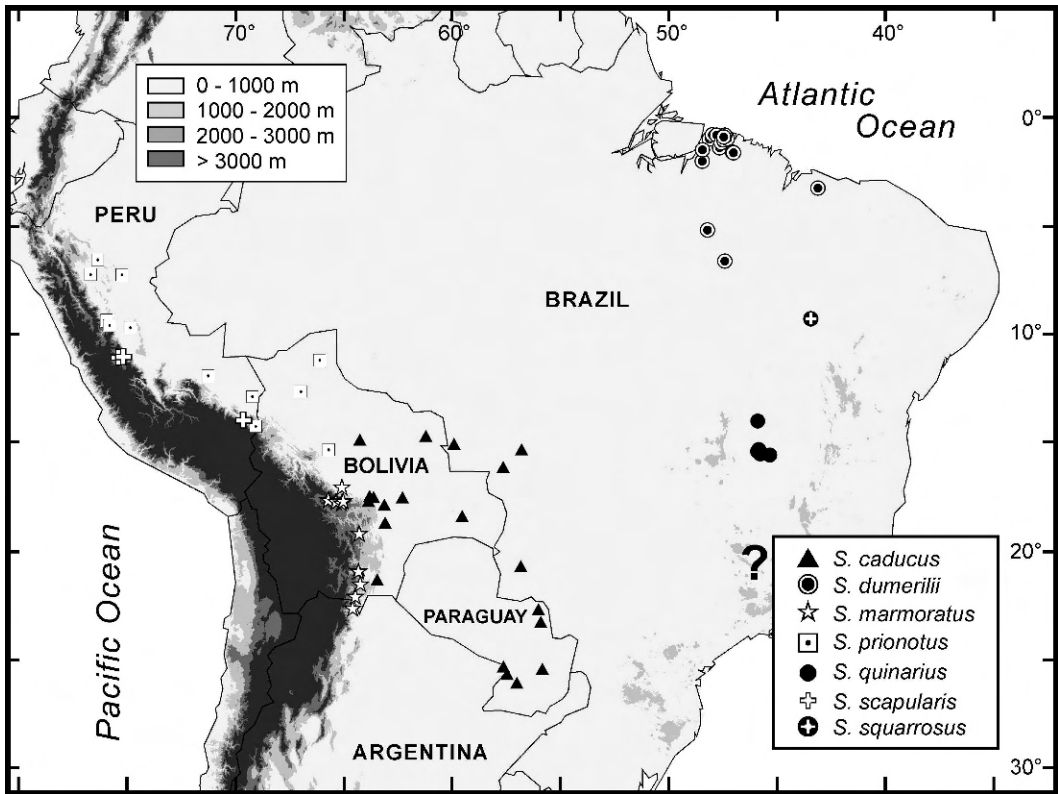 70°
60°
50°
40°
0 - 1000 m
1000 - 2000 m
2000 - 3000 m
> 3000 m
Atlantic
Ocean
0°
PERU
BRAZIL
10°
BOLIVIA
Pacific Ocean
20°
?
PARAGUAY
ARGENTINA
S. caducus
S. dumerilii
S. marmoratus
S. prionotus
S. quinarius
S. scapularis
S. squarrosus
30°